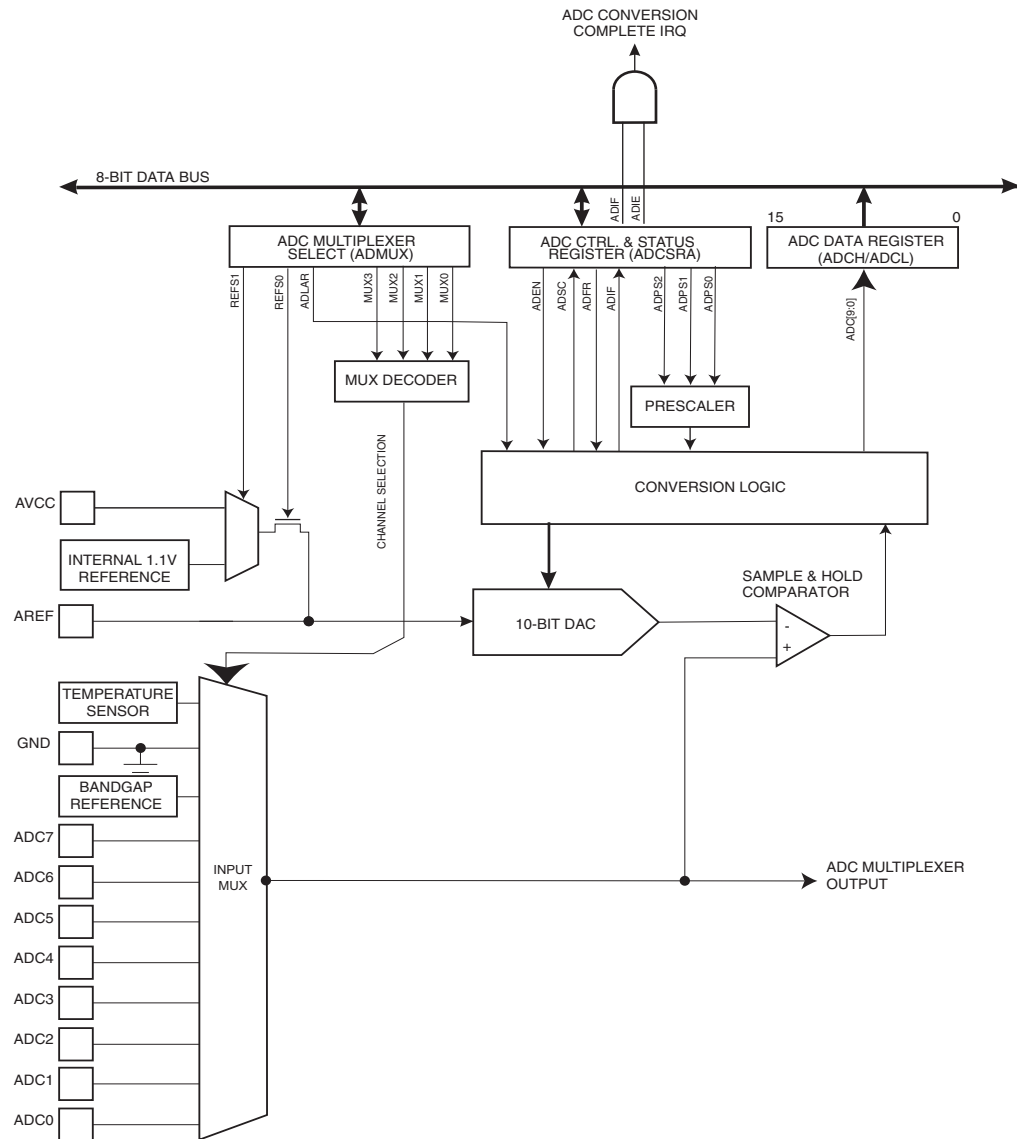 ADC CONVERSION
COMPLETE IRQ
8-BIT DATA BUS
ADIF
ADIE
15
0
ADC MULTIPLEXER
SELECT (ADMUX)
ADC CTRL. & STATUS
REGISTER (ADCSRA)
ADC DATA REGISTER
(ADCH/ADCL)
REFS1
REFS0
ADLAR
MUX3
MUX2
MUX1
MUX0
ADEN
ADSC
ADFR
ADIF
ADPS2
ADPS1
ADPS0
ADC[9:0]
MUX DECODER
PRESCALER
CHANNEL SELECTION
CONVERSION LOGIC
AVCC
INTERNAL 1.1V
REFERENCE
SAMPLE & HOLD
COMPARATOR
AREF
10-BIT DAC
-
+
TEMPERATURE
SENSOR
GND
BANDGAP
REFERENCE
ADC7
ADC6
ADC5
ADC4
ADC3
ADC2
ADC1
ADC0
INPUT
MUX
ADC MULTIPLEXER
OUTPUT